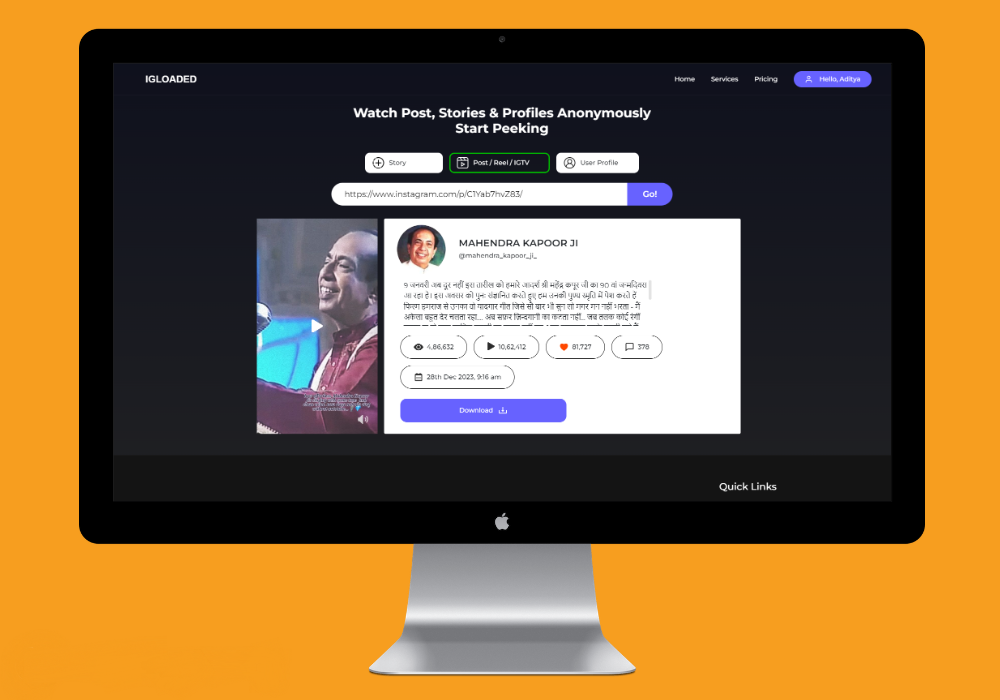 IGLOADED
Home
Services
Pricing
Hello, Aditya
Watch Post, Stories & Profiles Anonymously
Start Peeking
Story
Post / Reel / IGTV
User Profile
https://www.instagram.com/p/C1Yab7hvZ83/
Go!
MAHENDRA KAPOOR JI
@mahendra_kapoor_ji_
९ जनवरी अब दूर नहीं इस तारीख को हमारे आदर्श श्री महेंद्र कपूर जी का ९० वां जन्मदिवस
आ रहा है। इस अवसर को पुनः संज्ञानित करते हुए हम उनकी पुण्य स्मृति में पेश करते हैं
फिल्म हमराज से उनका वो यादगार गीत जिसे सौ बार भी सुन लो मगर मन नहीं भरता - मैं
अकेला बहुत देर चलता रहा... अब सफ़र ज़िन्दगानी का कटता नहीं... जब तलक कोई रंगीं
4,86,632
10,62,412
81,727
378
28th Dec 2023, 9:16 am
Download
Quick Links